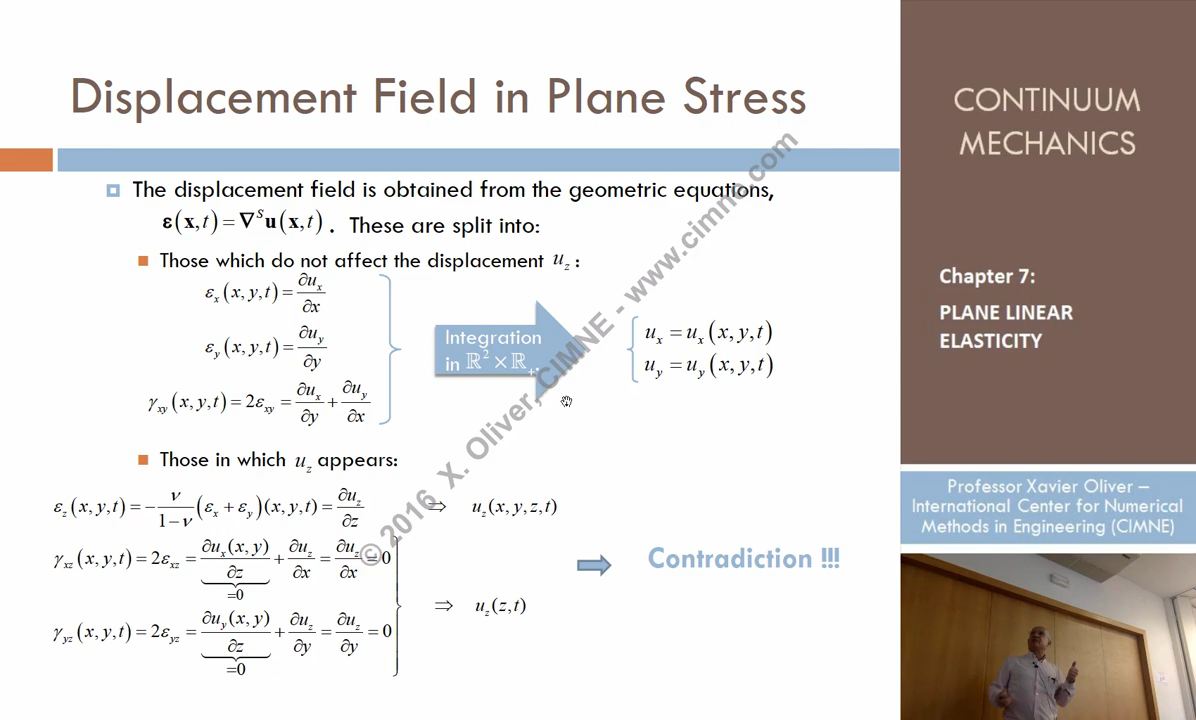 Displacement Field in Plane Stress
The displacement field is obtained from the geometric equations,
ε(x,t) = ∇ˢu(x,t) . These are split into:
Those which do not affect the displacement u_z :
ε_x(x,y,t) = ∂u_x/∂x
ε_y(x,y,t) = ∂u_y/∂y
γ_xy(x,y,t) = 2ε_xy = ∂u_x/∂y + ∂u_y/∂x
Integration
in ℝ² × ℝ₊
u_x = u_x(x,y,t)
u_y = u_y(x,y,t)
Those in which u_z appears:
ε_z(x,y,t) = −ν/(1−ν) (ε_x + ε_y)(x,y,t) = ∂u_z/∂z ⇒ u_z(x,y,z,t)
γ_xz(x,y,t) = 2ε_xz = ∂u_x(x,y)/∂z + ∂u_z/∂x = ∂u_z/∂x = 0
=0
γ_yz(x,y,t) = 2ε_yz = ∂u_y(x,y)/∂z + ∂u_z/∂y = ∂u_z/∂y = 0
=0
⇒ u_z(z,t)
Contradiction !!!
© 2016 X. Oliver, CIMNE - www.cimne.com
CONTINUUM
MECHANICS
Chapter 7:
PLANE LINEAR
ELASTICITY
Professor Xavier Oliver –
International Center for Numerical
Methods in Engineering (CIMNE)